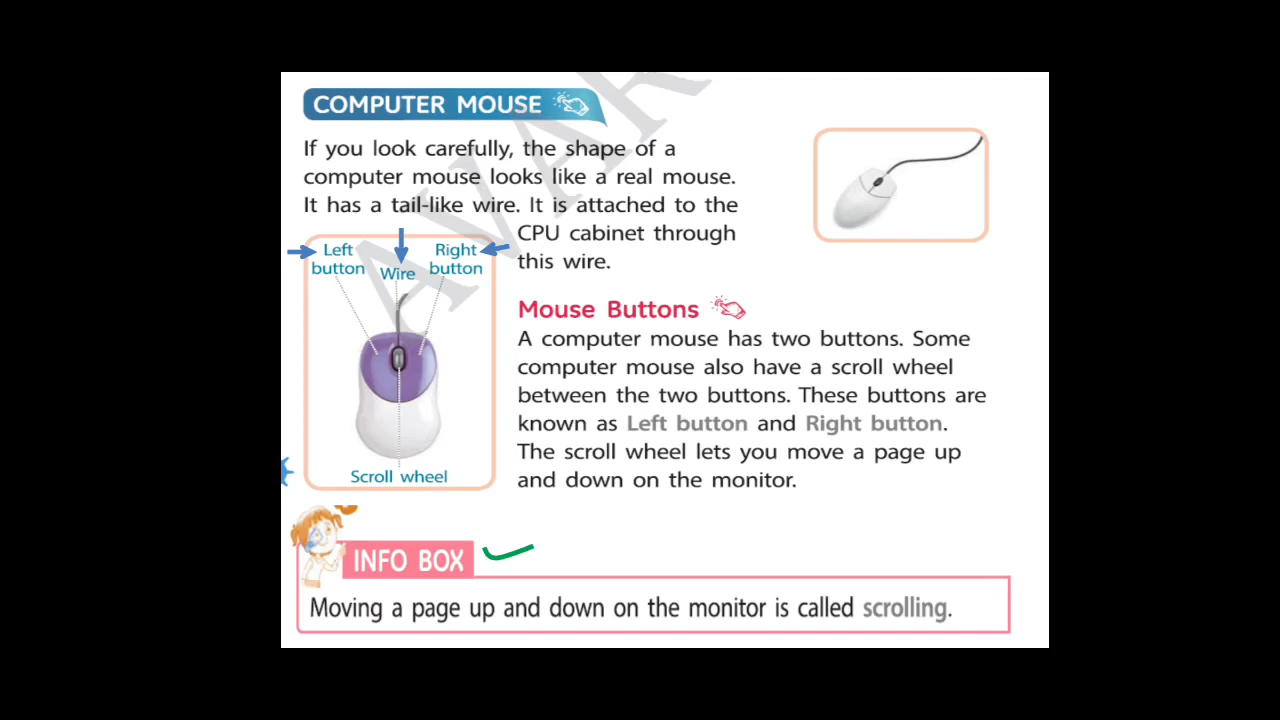 COMPUTER MOUSE
If you look carefully, the shape of a
computer mouse looks like a real mouse.
It has a tail-like wire. It is attached to the
CPU cabinet through
this wire.
Left
button
Wire
Right
button
Scroll wheel
Mouse Buttons
A computer mouse has two buttons. Some
computer mouse also have a scroll wheel
between the two buttons. These buttons are
known as Left button and Right button.
The scroll wheel lets you move a page up
and down on the monitor.
INFO BOX
Moving a page up and down on the monitor is called scrolling.